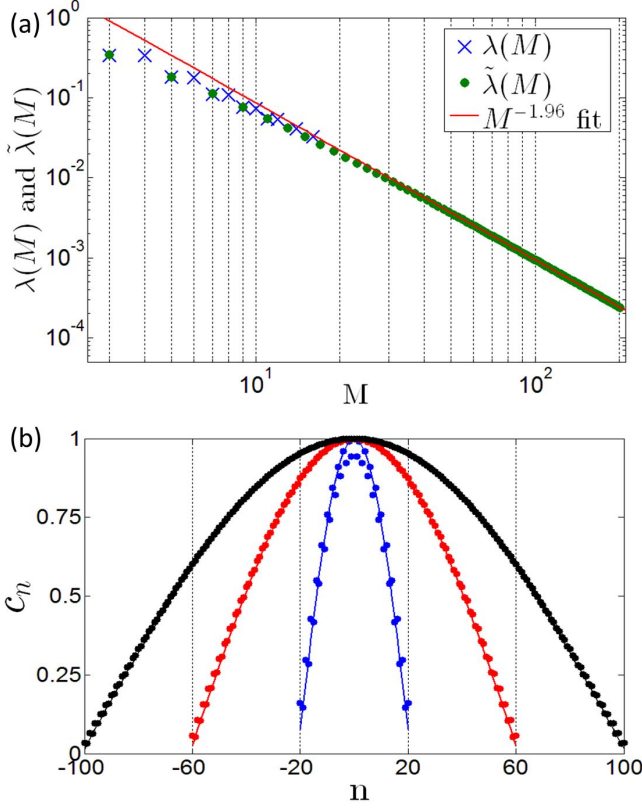 (a)
10^0
10^-1
10^-2
10^-3
10^-4
λ(M) and λ̃(M)
× λ(M)
λ̃(M)
M^-1.96 fit
10^1
10^2
M
(b)
1
0.75
0.5
0.25
0
c_n
-100
-60
-20
20
60
100
n